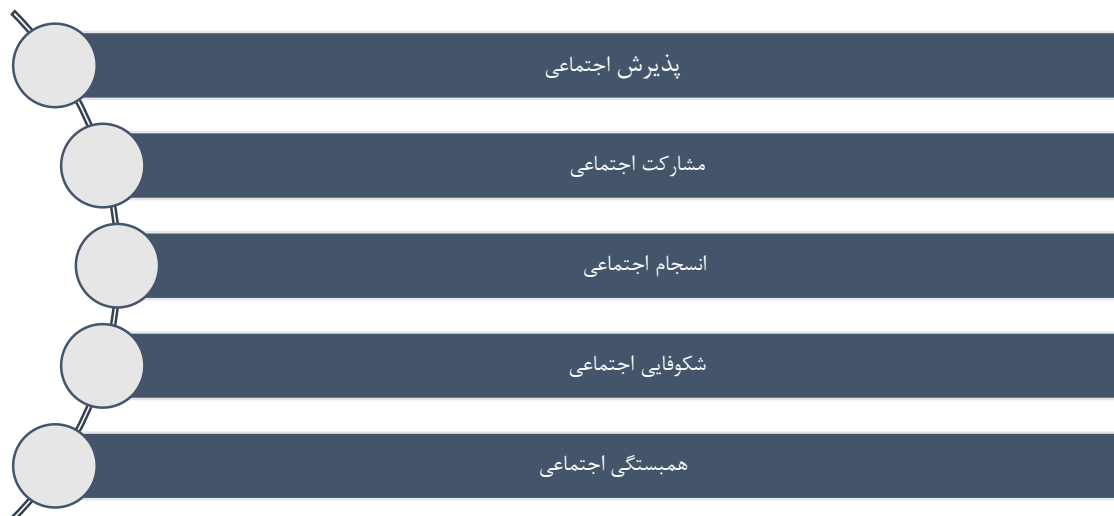 پذیرش اجتماعی
مشارکت اجتماعی
انسجام اجتماعی
شکوفایی اجتماعی
همبستگی اجتماعی